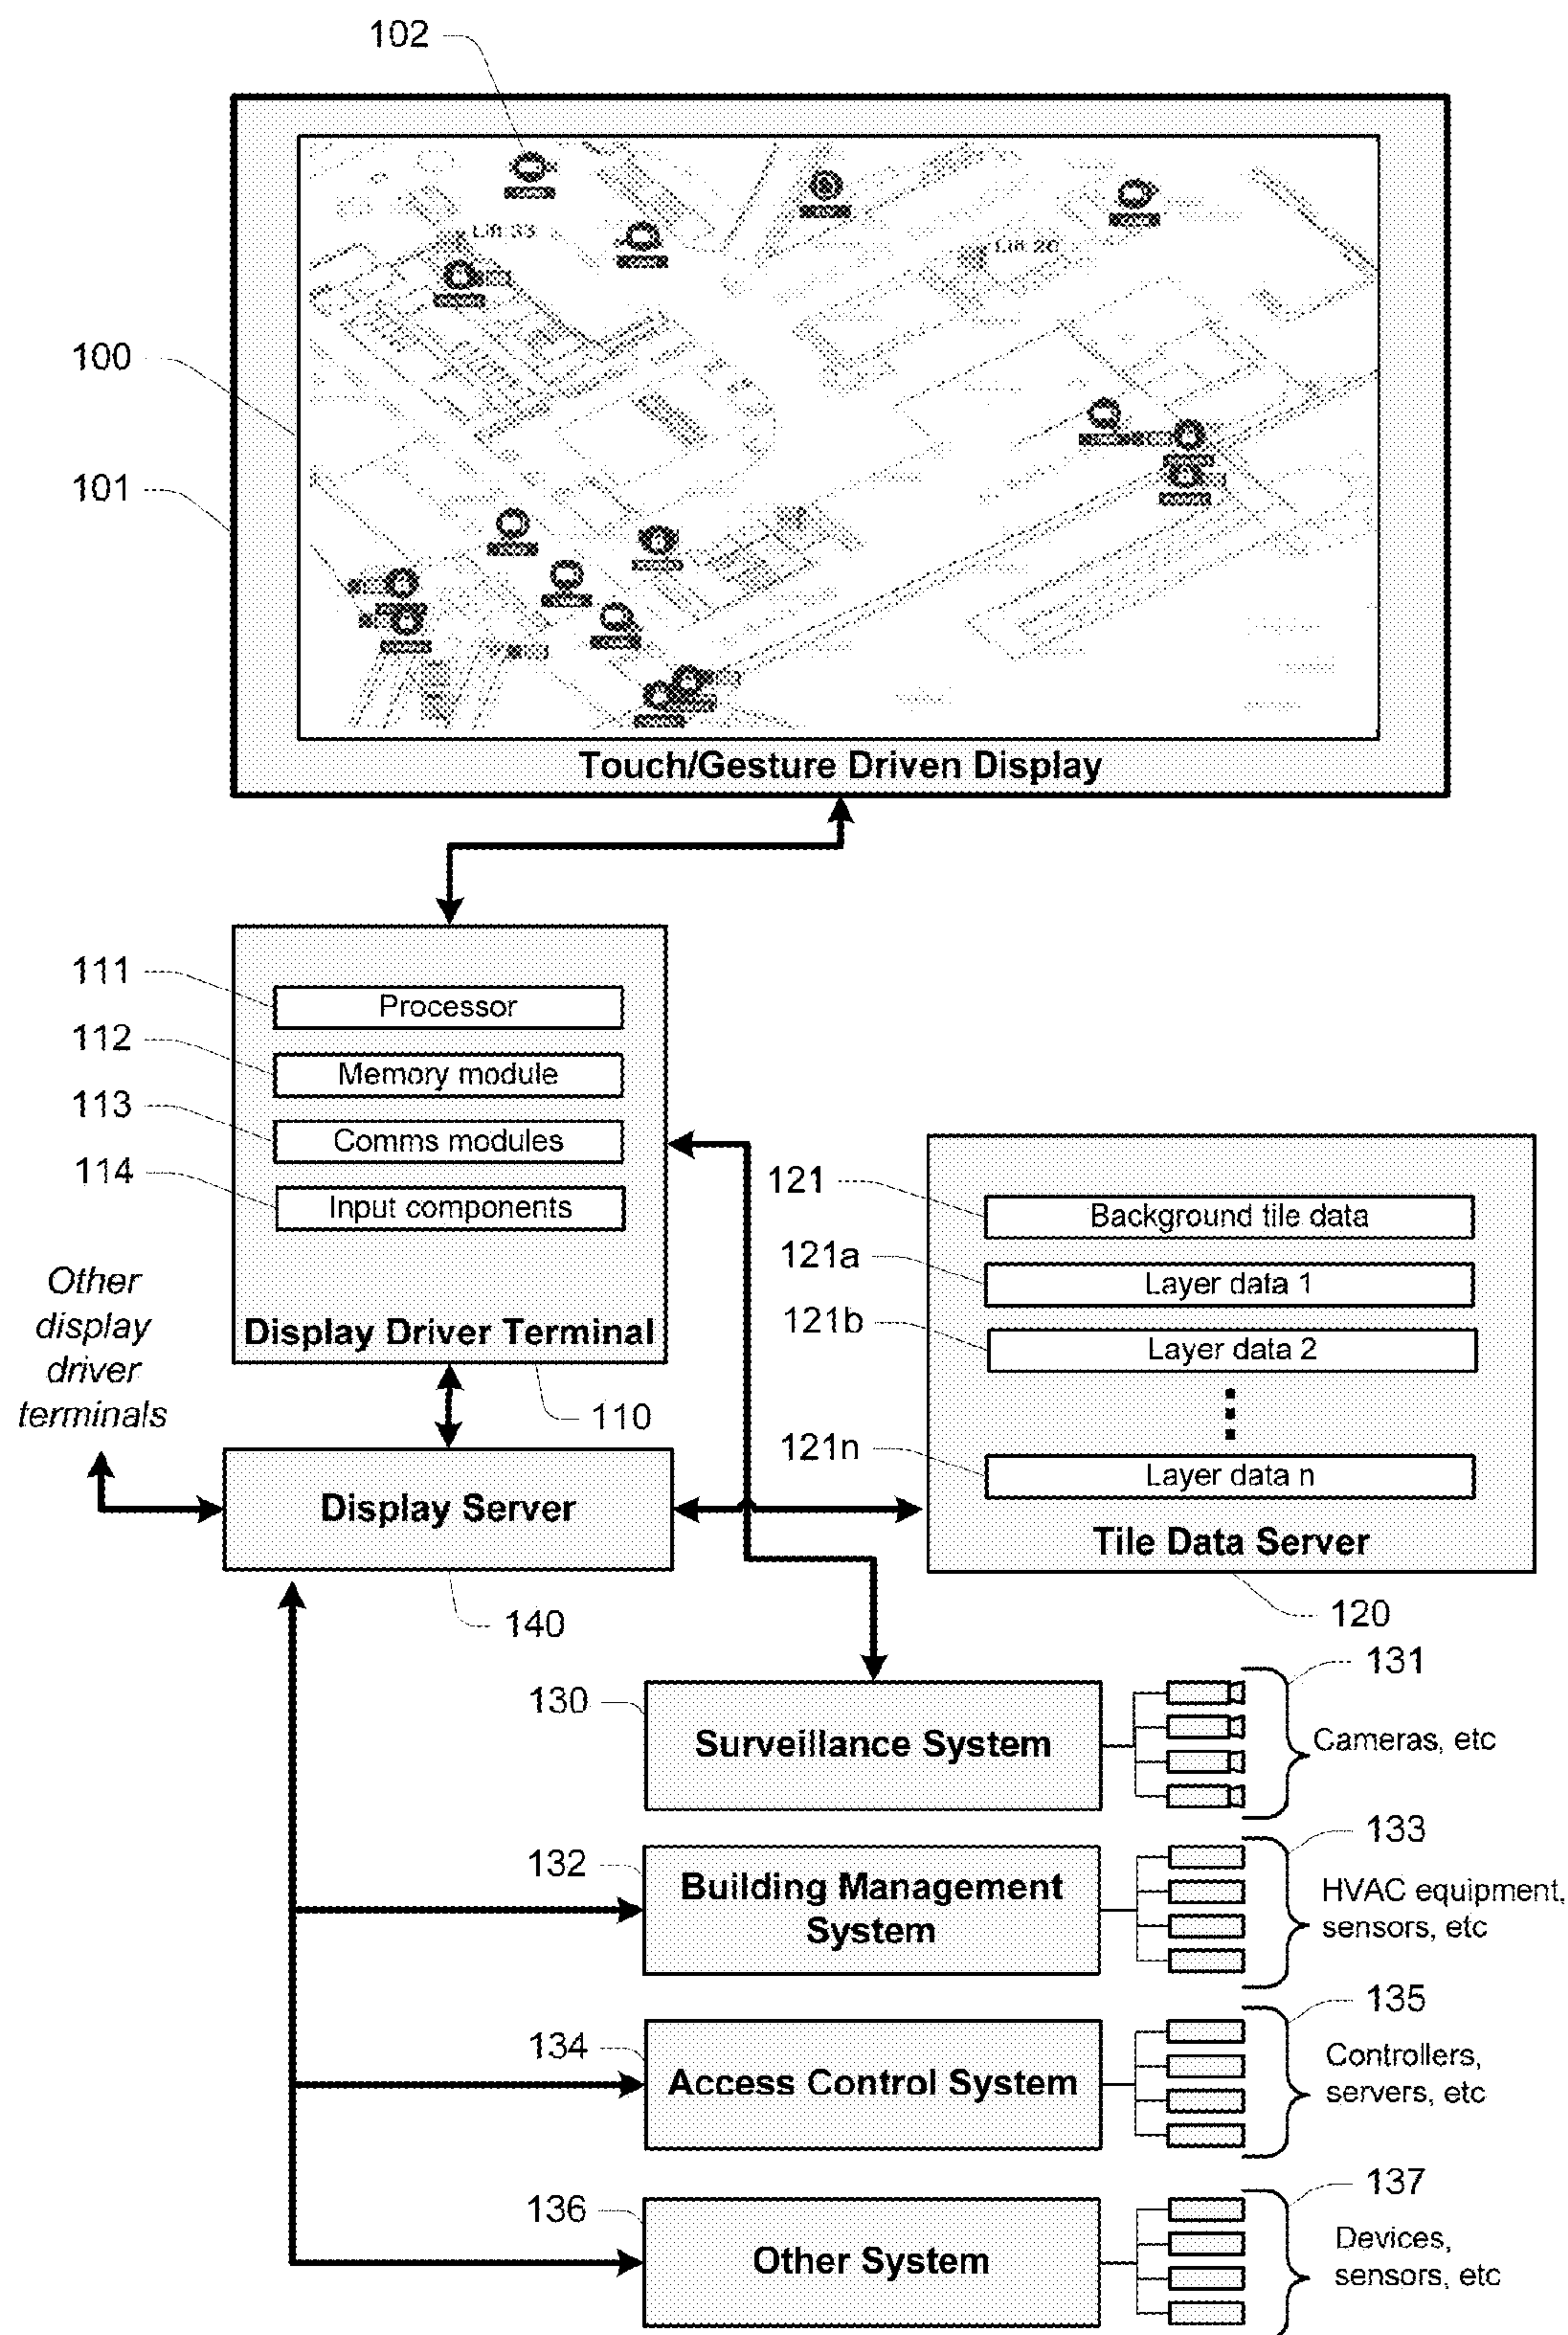 102
Lift 33
Lift 20
100
101
Touch/Gesture Driven Display
111
Processor
112
Memory module
113
Comms modules
114
Input components
Display Driver Terminal
110
121
Background tile data
121a
Layer data 1
121b
Layer data 2
121n
Layer data n
Tile Data Server
120
Other
display
driver
terminals
Display Server
140
130
Surveillance System
131
Cameras, etc
132
Building Management
System
133
HVAC equipment,
sensors, etc
134
Access Control System
135
Controllers,
servers, etc
136
Other System
137
Devices,
sensors, etc